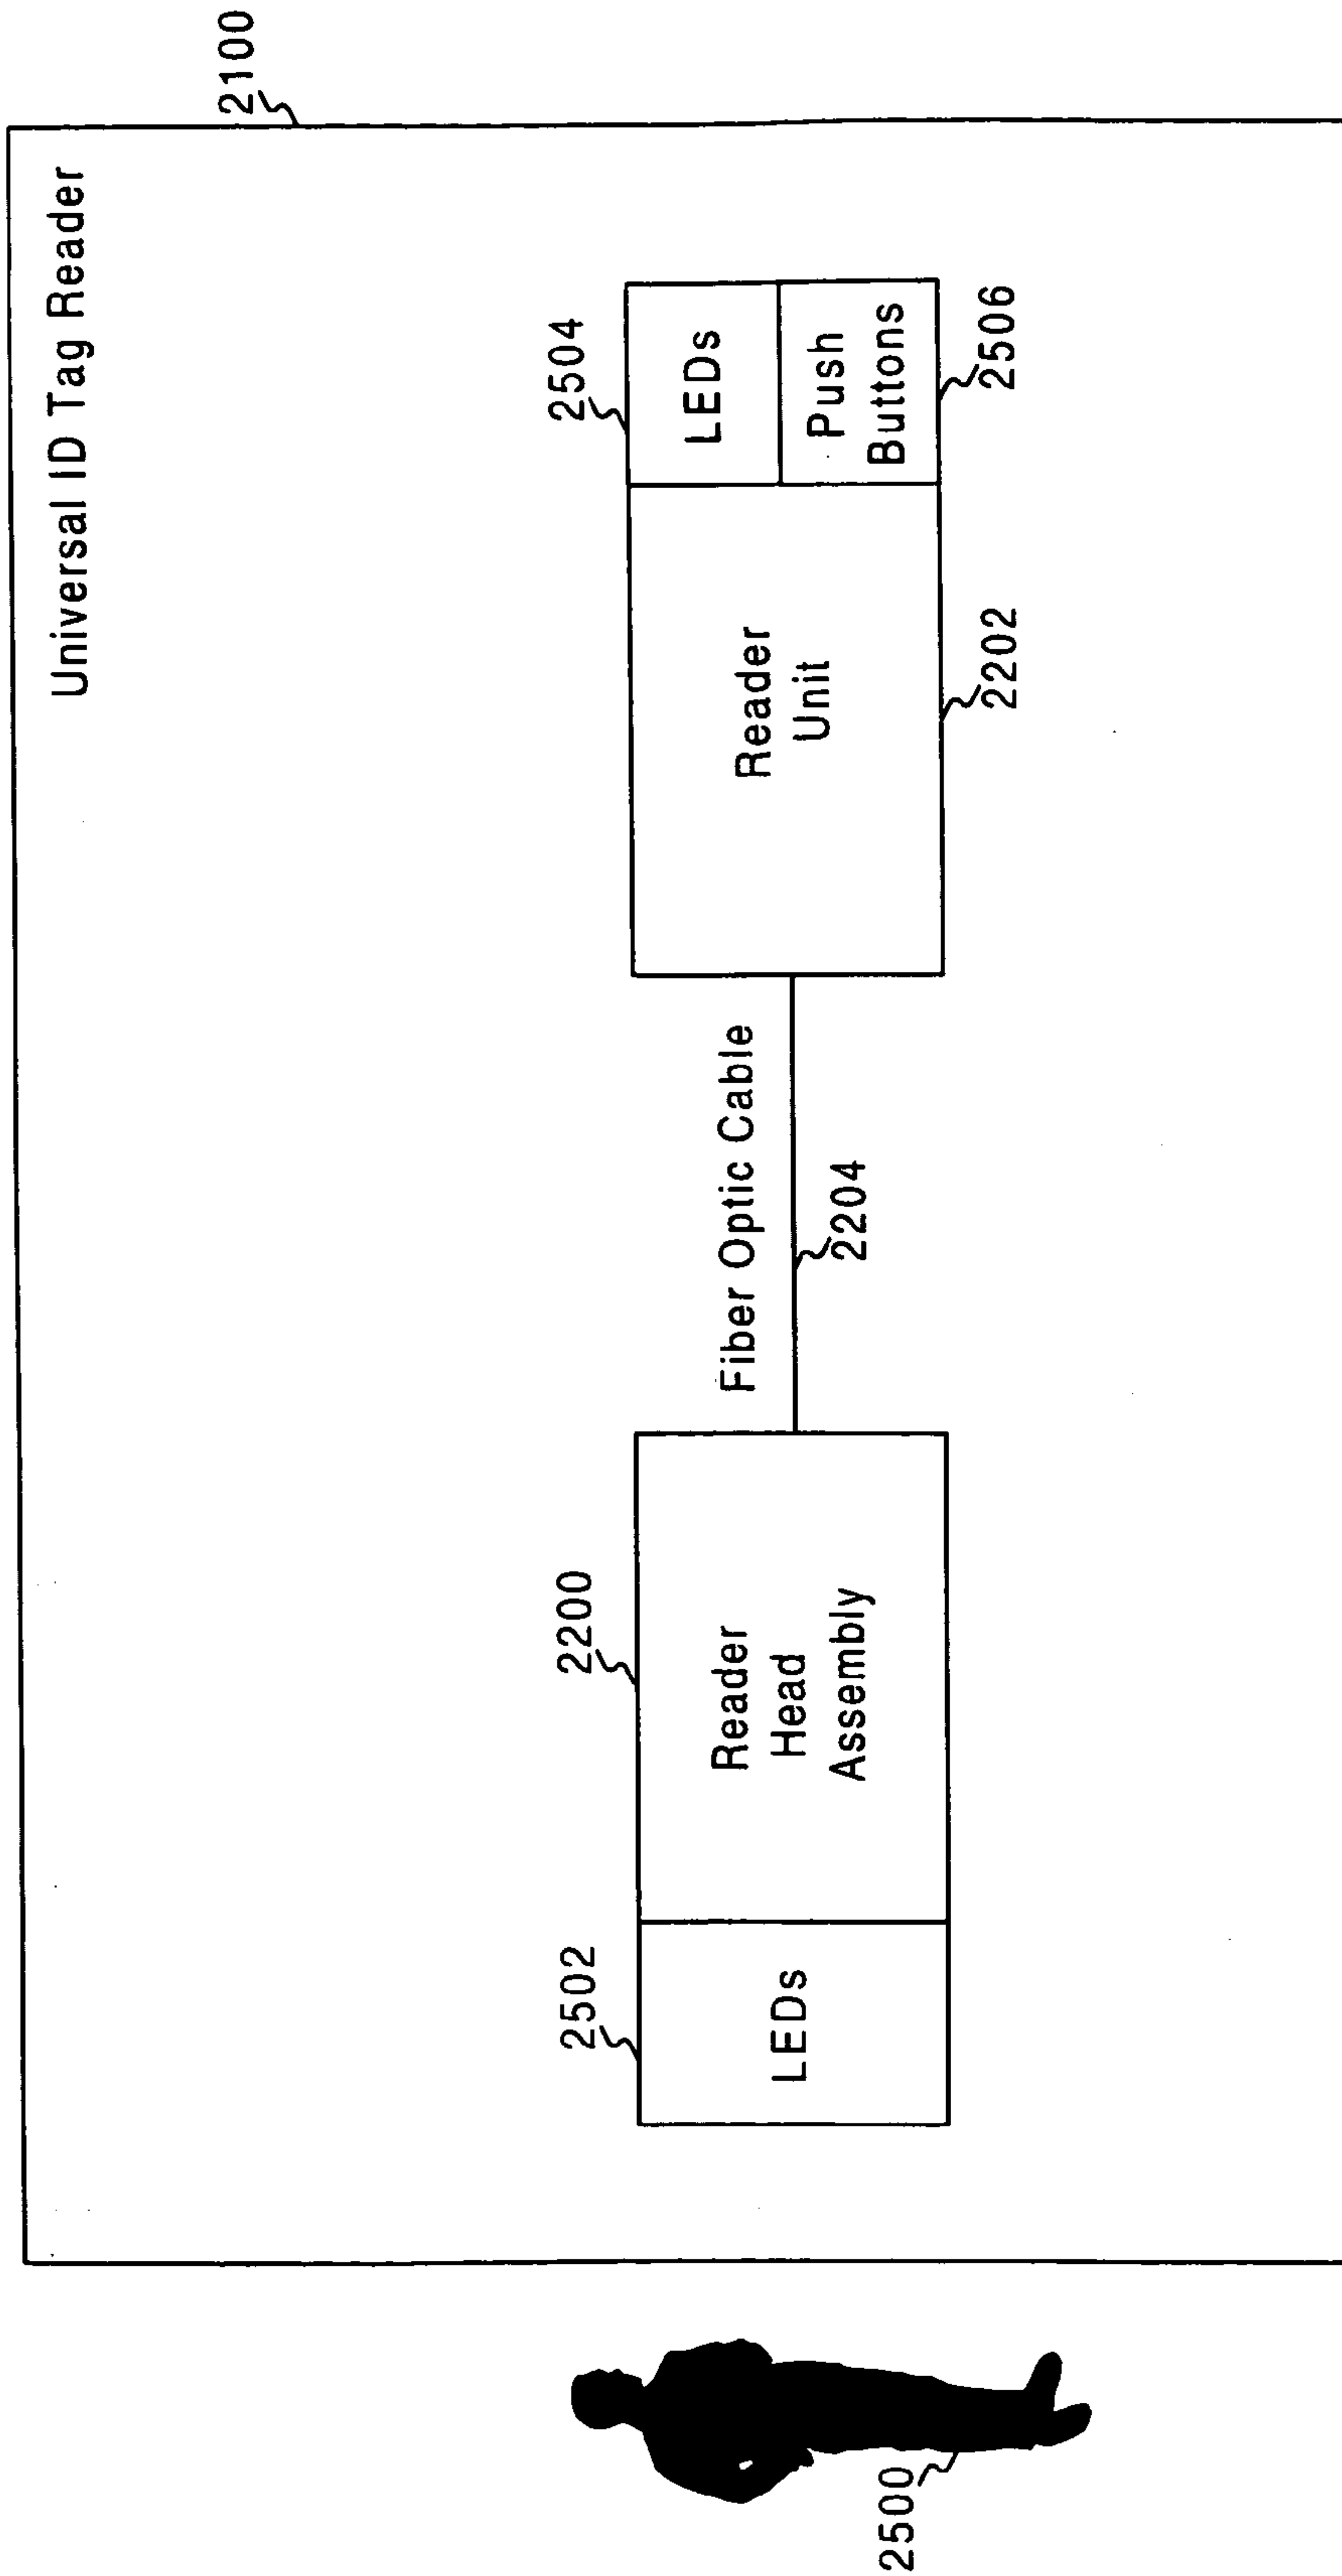 Universal ID Tag Reader
2100
2500
2502
LEDs
2200
Reader
Head
Assembly
Fiber Optic Cable
2204
Reader
Unit
2202
2504
LEDs
Push
Buttons
2506